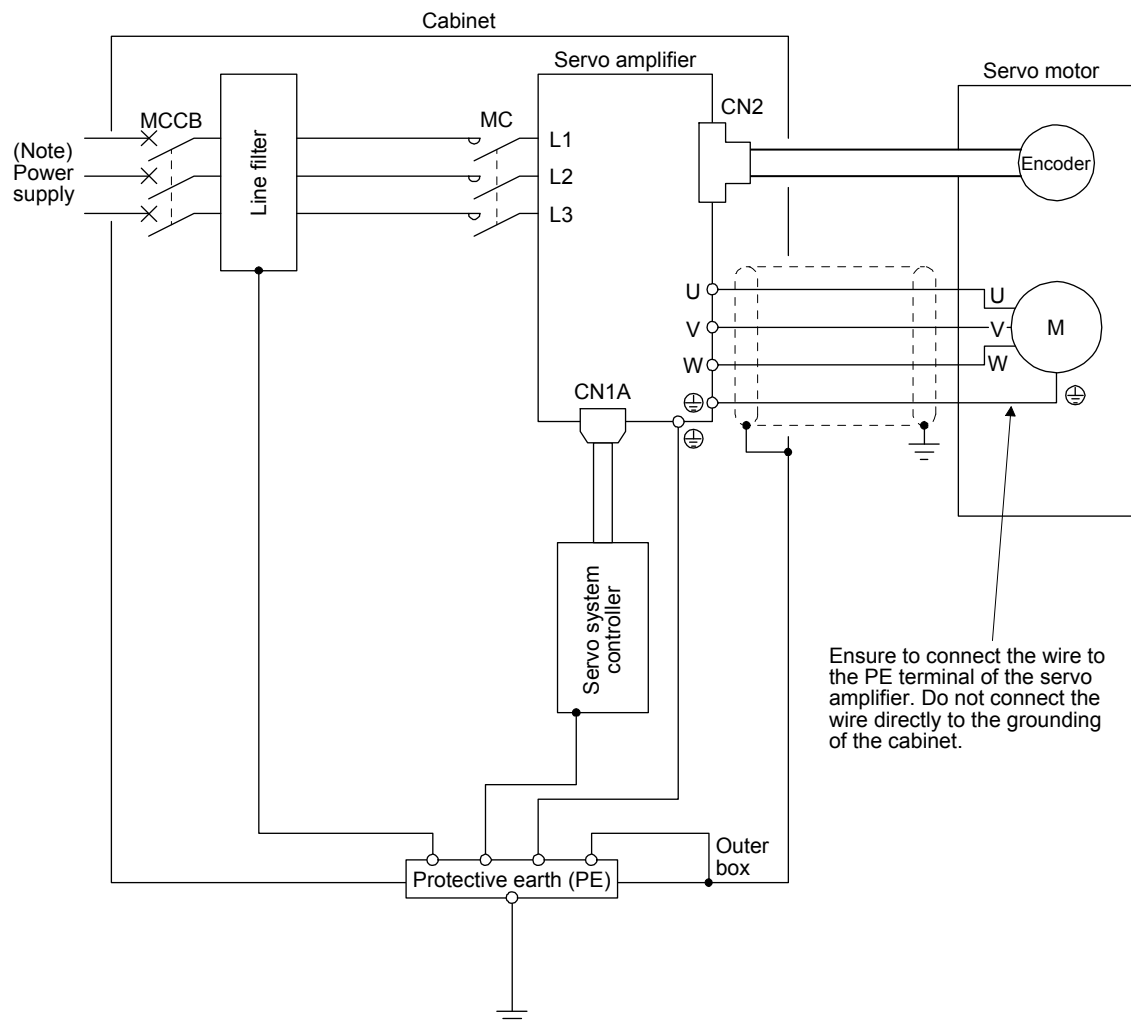 Cabinet
Servo amplifier
Servo motor
MCCB
MC
CN2
(Note)
Power
supply
Line filter
L1
L2
L3
Encoder
U
V
W
U
V
W
M
CN1A
Servo system
controller
Ensure to connect the wire to
the PE terminal of the servo
amplifier. Do not connect the
wire directly to the grounding
of the cabinet.
Outer
box
Protective earth (PE)